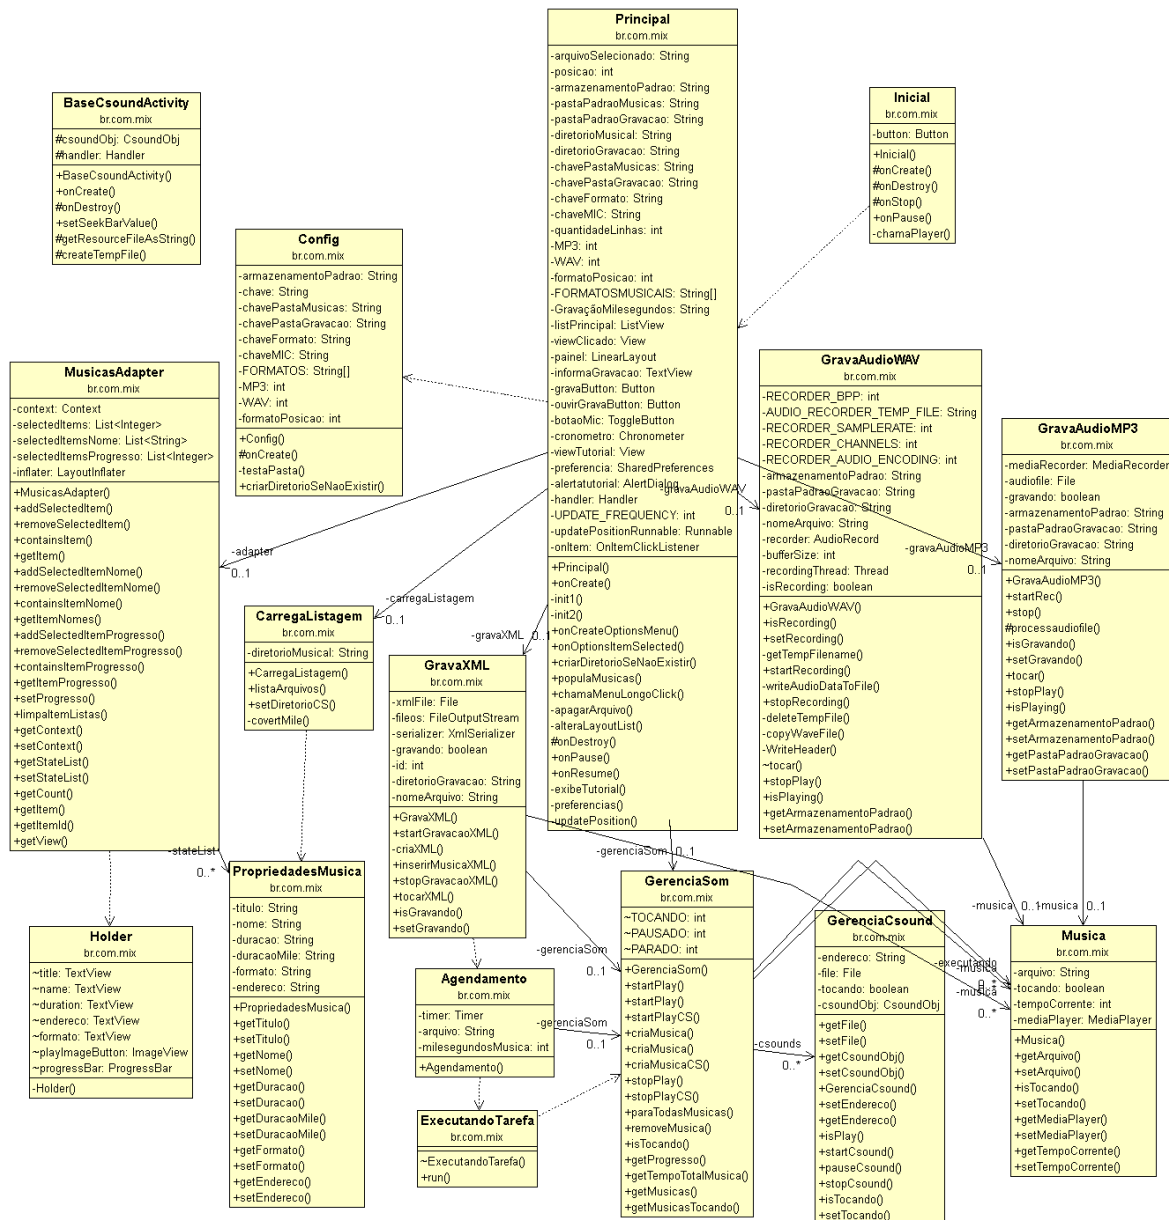 Principal
br.com.mix
-arquivoSelecionado: String
-posicao: int
-armazenamentoPadrao: String
-pastaPadraoMusicas: String
-pastaPadraoGravacao: String
-diretorioMusical: String
-diretorioGravacao: String
-chavePastaMusicas: String
-chavePastaGravacao: String
-chaveFormato: String
-chaveMIC: String
-quantidadeLinhas: int
-MP3: int
-WAV: int
-formatoPosicao: int
-FORMATOSMUSICAIS: String[]
-GravaçãoMilesegundos: String
-listPrincipal: ListView
-viewClicado: View
-painel: LinearLayout
-informaGravacao: TextView
-gravaButton: Button
-ouvirGravaButton: Button
-botaoMic: ToggleButton
-cronometro: Chronometer
-viewTutorial: View
-preferencia: SharedPreferences
-alertatutorial: AlertDialog
-handler: Handler
-UPDATE_FREQUENCY: int
-updatePositionRunnable: Runnable
-onItem: OnItemClickListener
+Principal()
+onCreate()
-init1()
-init2()
+onCreateOptionsMenu()
+onOptionsItemSelected()
+criarDiretorioSeNaoExistir()
+populaMusicas()
+chamaMenuLongoClick()
-apagarArquivo()
-alteraLayoutList()
#onDestroy()
+onPause()
+onResume()
-exibeTutorial()
-preferencias()
-updatePosition()
BaseCsoundActivity
br.com.mix
#csoundObj: CsoundObj
#handler: Handler
+BaseCsoundActivity()
+onCreate()
#onDestroy()
+setSeekBarValue()
#getResourceFileAsString()
#createTempFile()
Inicial
br.com.mix
-button: Button
+Inicial()
#onCreate()
#onDestroy()
#onStop()
+onPause()
-chamaPlayer()
Config
br.com.mix
-armazenamentoPadrao: String
-chave: String
-chavePastaMusicas: String
-chavePastaGravacao: String
-chaveFormato: String
-chaveMIC: String
-FORMATOS: String[]
-MP3: int
-WAV: int
-formatoPosicao: int
+Config()
#onCreate()
-testaPasta()
+criarDiretorioSeNaoExistir()
MusicasAdapter
br.com.mix
-context: Context
-selectedItems: List<Integer>
-selectedItemsNome: List<String>
-selectedItemsProgresso: List<Integer>
-inflater: LayoutInflater
+MusicasAdapter()
+addSelectedItem()
+removeSelectedItem()
+containsItem()
+getItem()
+addSelectedItemNome()
+removeSelectedItemNome()
+containsItemNome()
+getItemNomes()
+addSelectedItemProgresso()
+removeSelectedItemProgresso()
+containsItemProgresso()
+getItemProgresso()
+setProgresso()
+limpaItemListas()
+getContext()
+setContext()
+getStateList()
+setStateList()
+getCount()
+getItem()
+getItemId()
+getView()
GravaAudioWAV
br.com.mix
-RECORDER_BPP: int
-AUDIO_RECORDER_TEMP_FILE: String
-RECORDER_SAMPLERATE: int
-RECORDER_CHANNELS: int
-RECORDER_AUDIO_ENCODING: int
-armazenamentoPadrao: String
-pastaPadraoGravacao: String
-diretorioGravacao: String
-nomeArquivo: String
-recorder: AudioRecord
-bufferSize: int
-recordingThread: Thread
-isRecording: boolean
+GravaAudioWAV()
+isRecording()
+setRecording()
-getTempFilename()
+startRecording()
-writeAudioDataToFile()
+stopRecording()
-deleteTempFile()
-copyWaveFile()
-WriteHeader()
~tocar()
+stopPlay()
+isPlaying()
+getArmazenamentoPadrao()
+setArmazenamentoPadrao()
GravaAudioMP3
br.com.mix
-mediaRecorder: MediaRecorder
-audiofile: File
-gravando: boolean
-armazenamentoPadrao: String
-pastaPadraoGravacao: String
-diretorioGravacao: String
-nomeArquivo: String
+GravaAudioMP3()
+startRec()
+stop()
#processaudiofile()
+isGravando()
+setGravando()
+tocar()
+stopPlay()
+isPlaying()
+getArmazenamentoPadrao()
+setArmazenamentoPadrao()
+getPastaPadraoGravacao()
+setPastaPadraoGravacao()
-gravaAudioWAV
0..1
-gravaAudioMP3
0..1
-adapter
0..1
-carregaListagem
0..1
-gravaXML
0..1
CarregaListagem
br.com.mix
-diretorioMusical: String
+CarregaListagem()
+listaArquivos()
+setDiretorioCS()
-covertMile()
GravaXML
br.com.mix
-xmlFile: File
-fileos: FileOutputStream
-serializer: XmlSerializer
-gravando: boolean
-id: int
-diretorioGravacao: String
-nomeArquivo: String
+GravaXML()
+startGravacaoXML()
-criaXML()
+inserirMusicaXML()
+stopGravacaoXML()
+tocarXML()
+isGravando()
+setGravando()
-stateList
0..*
-gerenciaSom
0..1
PropriedadesMusica
br.com.mix
-titulo: String
-nome: String
-duracao: String
-duracaoMile: String
-formato: String
-endereco: String
+PropriedadesMusica()
+getTitulo()
+setTitulo()
+getNome()
+setNome()
+getDuracao()
+setDuracao()
+getDuracaoMile()
+setDuracaoMile()
+getFormato()
+setFormato()
+getEndereco()
+setEndereco()
Holder
br.com.mix
~title: TextView
~name: TextView
~duration: TextView
~endereco: TextView
~formato: TextView
~playImageButton: ImageView
~progressBar: ProgressBar
-Holder()
-gerenciaSom
0..1
Agendamento
br.com.mix
-timer: Timer
-arquivo: String
-milesegundosMusica: int
+Agendamento()
-gerenciaSom
0..1
ExecutandoTarefa
br.com.mix
~ExecutandoTarefa()
+run()
GerenciaSom
br.com.mix
~TOCANDO: int
~PAUSADO: int
~PARADO: int
+GerenciaSom()
+startPlay()
+startPlay()
+startPlayCS()
+criaMusica()
+criaMusica()
+criaMusicaCS()
+stopPlay()
+stopPlayCS()
+paraTodasMusicas()
+removeMusica()
+isTocando()
+getProgresso()
+getTempoTotalMusica()
+getMusicas()
+getMusicasTocando()
-csounds
0..*
GerenciaCsound
br.com.mix
-endereco: String
-file: File
-tocando: boolean
-csoundObj: CsoundObj
+getFile()
+setFile()
+getCsoundObj()
+setCsoundObj()
+GerenciaCsound()
+setEndereco()
+getEndereco()
+isPlay()
+startCsound()
+pauseCsound()
+stopCsound()
+isTocando()
+setTocando()
-musica
0..1
-musica
0..1
-executando
-musica
0..*
-musica
0..*
Musica
br.com.mix
-arquivo: String
-tocando: boolean
-tempoCorrente: int
-mediaPlayer: MediaPlayer
+Musica()
+getArquivo()
+setArquivo()
+isTocando()
+setTocando()
+getMediaPlayer()
+setMediaPlayer()
+getTempoCorrente()
+setTempoCorrente()